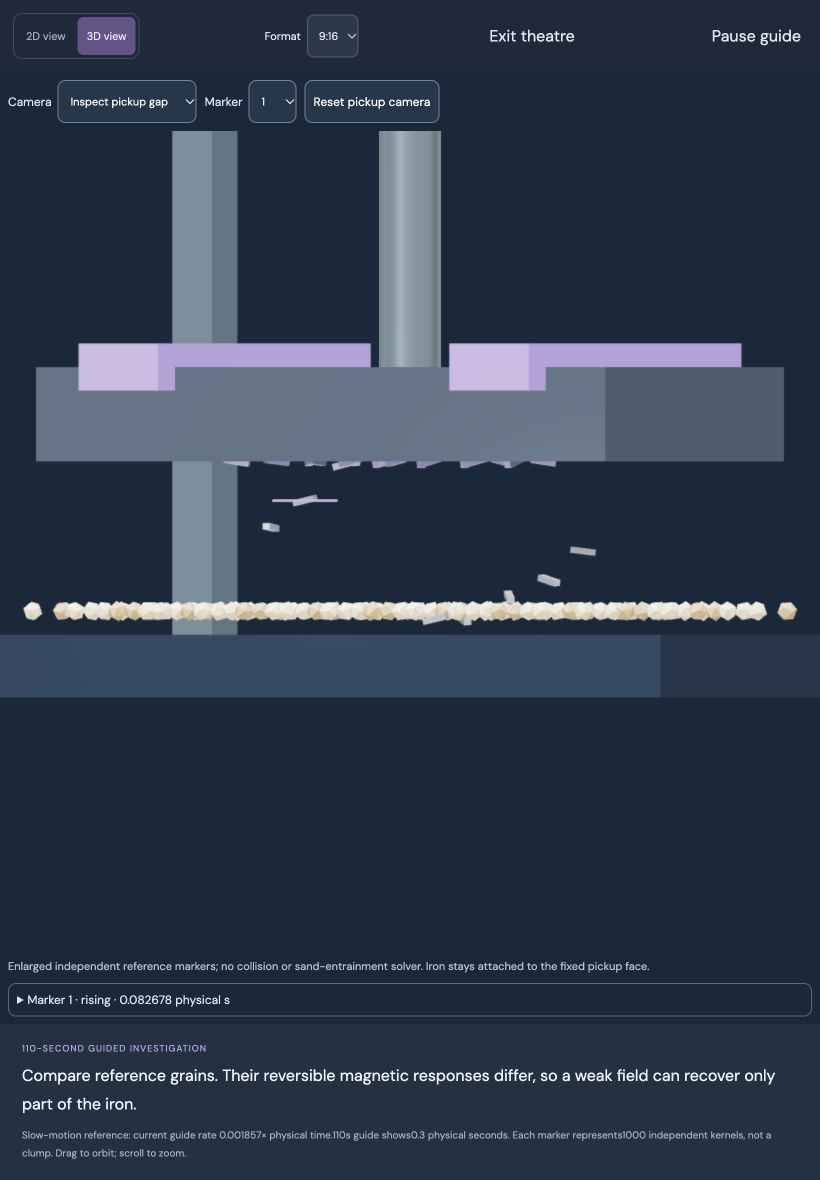 2D view 3D view Format 9:16 Exit theatre Pause guide
Camera Inspect pickup gap Marker 1 Reset pickup camera
Enlarged independent reference markers; no collision or sand-entrainment solver. Iron stays attached to the fixed pickup face.
Marker 1 · rising · 0.082678 physical s
110-SECOND GUIDED INVESTIGATION
Compare reference grains. Their reversible magnetic responses differ, so a weak field can recover only
part of the iron.
Slow-motion reference: current guide rate 0.001857× physical time.110s guide shows0.3 physical seconds. Each marker represents1000 independent kernels, not a
clump. Drag to orbit; scroll to zoom.